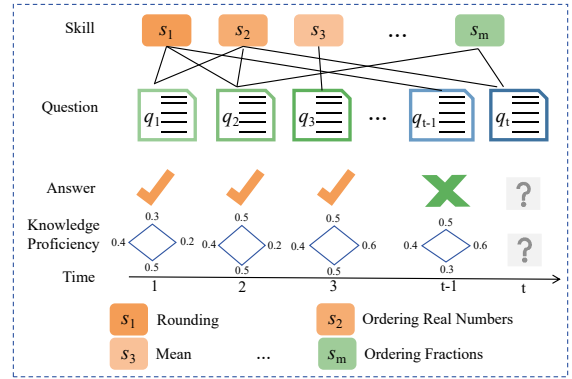 Skill s1 s2 s3 ... sm
Question q1 q2 q3 ... qt-1 qt
Answer ?
0.3 0.5 0.5 0.5
Knowledge Proficiency 0.4 0.2 0.4 0.2 0.4 0.6 0.4 0.6 ?
0.5 0.5 0.5 0.3
Time 1 2 3 t-1 t
s1 Rounding s2 Ordering Real Numbers
s3 Mean ... sm Ordering Fractions